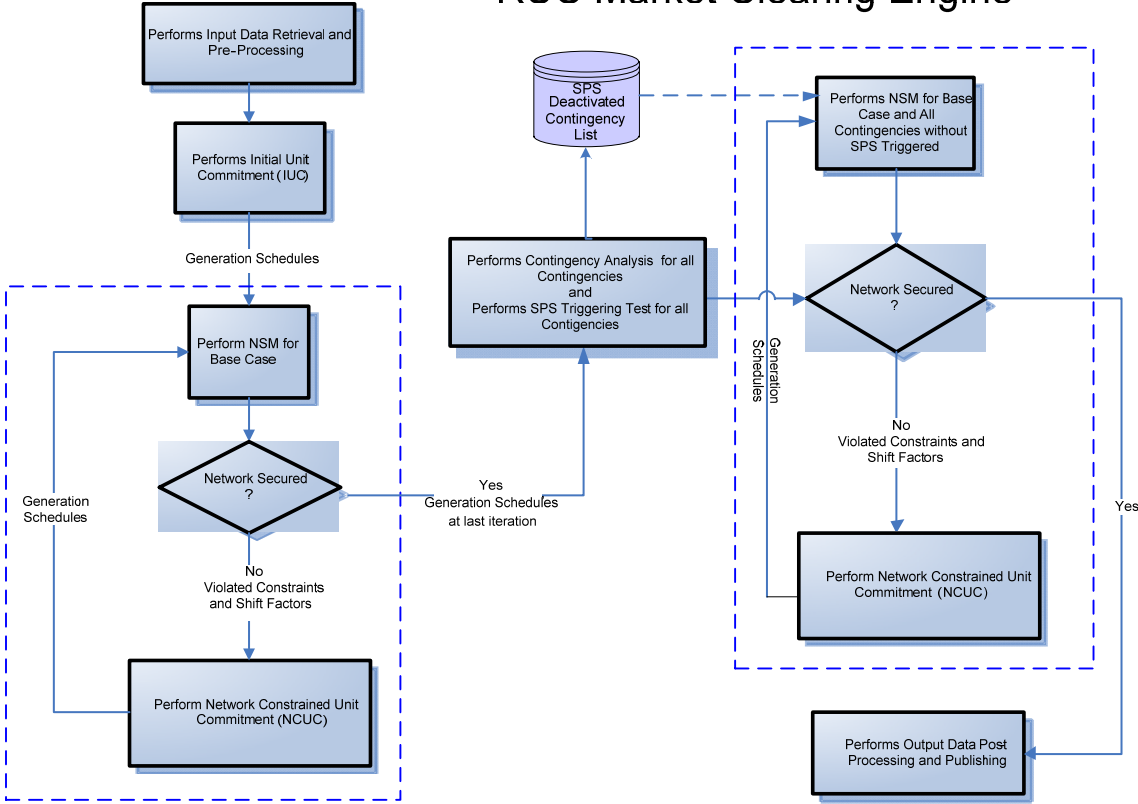 RUC Market Clearing Engine
Performs Input Data Retrieval and
Pre-Processing
Performs Initial Unit
Commitment (IUC)
Generation Schedules
Perform NSM for
Base Case
Network Secured
?
Generation
Schedules
No
Violated Constraints
and Shift Factors
Perform Network Constrained Unit
Commitment (NCUC)
Yes
Generation Schedules
at last iteration
SPS
Deactivated
Contingency
List
Performs Contingency Analysis for all
Contingencies
and
Performs SPS Triggering Test for all
Contigencies
Performs NSM for Base
Case and All
Contingencies without
SPS Triggered
Network Secured
?
Generation
Schedules
No
Violated Constraints and
Shift Factors
Yes
Perform Network Constrained Unit
Commitment (NCUC)
Performs Output Data Post
Processing and Publishing